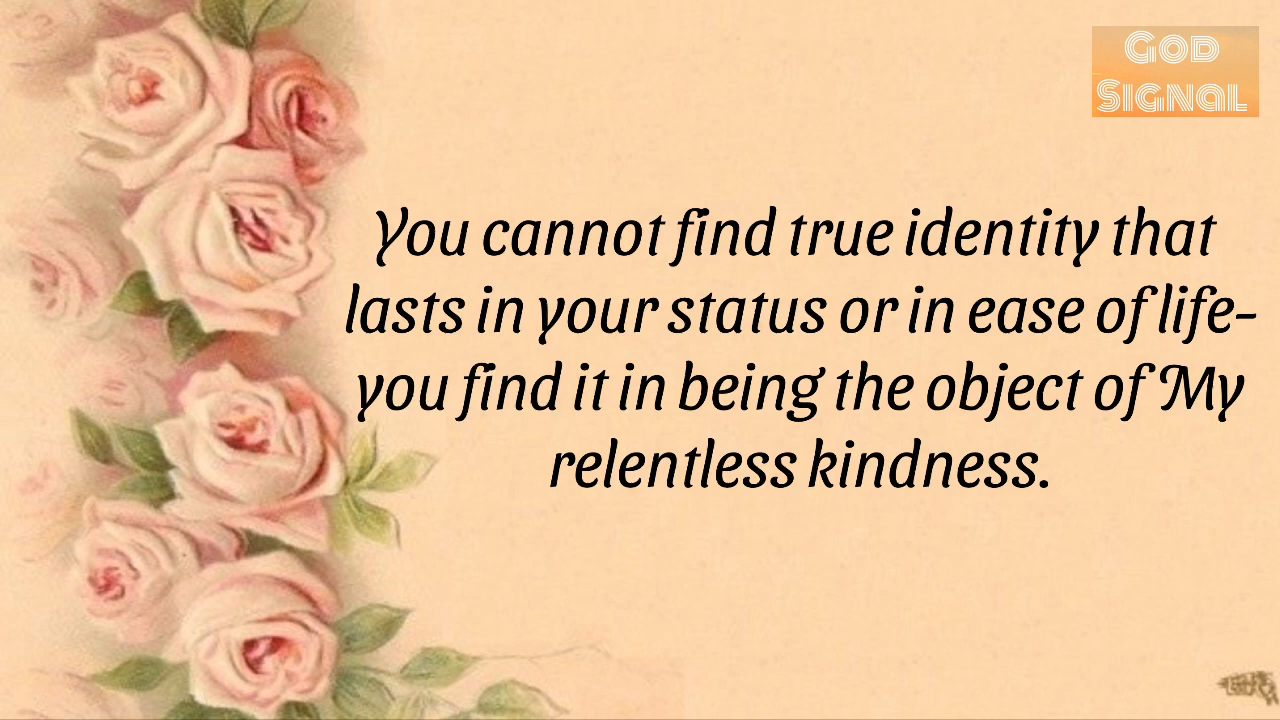 God
Signal
You cannot find true identity that
lasts in your status or in ease of life-
you find it in being the object of My
relentless kindness.